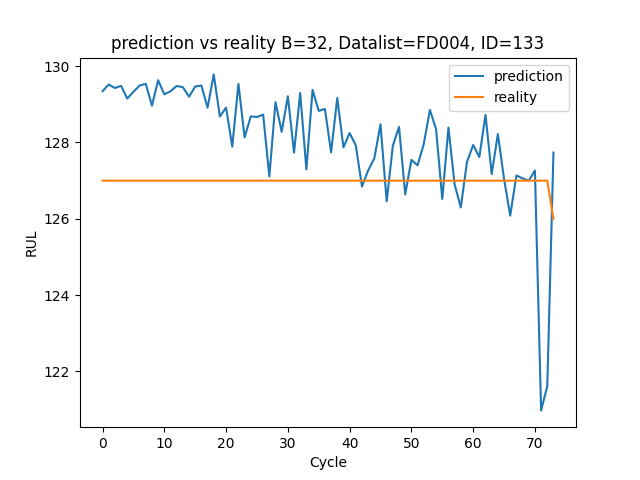 prediction vs reality B=32, Datalist=FD004, ID=133
prediction
reality
130
128
126
124
122
RUL
0 10 20 30 40 50 60 70
Cycle